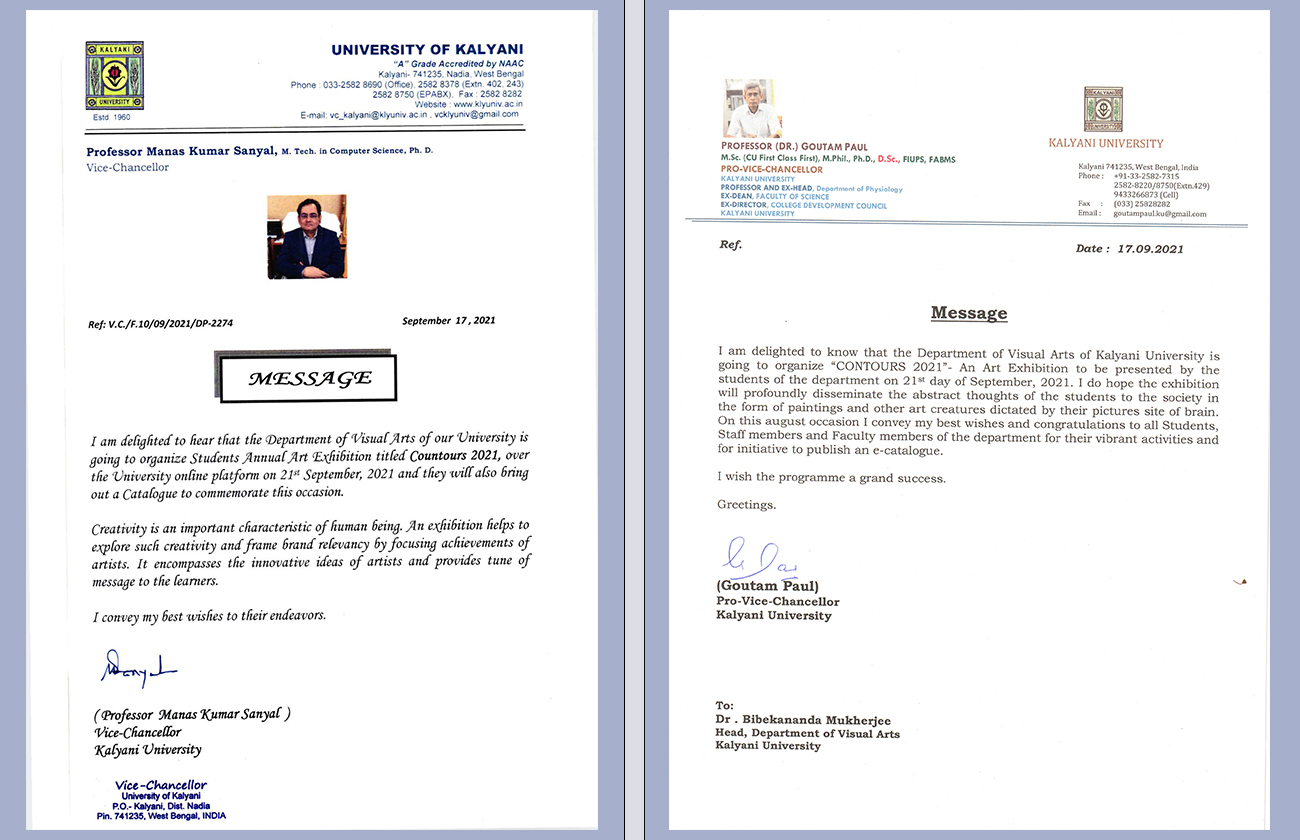 KALYANI
UNIVERSITY
Estd 1960
UNIVERSITY OF KALYANI
"A" Grade Accredited by NAAC
Kalyani- 741235, Nadia, West Bengal
Phone : 033-2582 8690 (Office), 2582 8378 (Extn. 402, 243)
2582 8750 (EPABX), Fax : 2582 8282
Website : www.klyuniv.ac.in
E-mail: vc_kalyani@klyuniv.ac.in , vcklyuniv@gmail.com
Professor Manas Kumar Sanyal, M. Tech. in Computer Science, Ph. D.
Vice-Chancellor
Ref: V.C./F.10/09/2021/DP-2274
September 17 , 2021
MESSAGE
I am delighted to hear that the Department of Visual Arts of our University is
going to organize Students Annual Art Exhibition titled Countours 2021, over
the University online platform on 21st September, 2021 and they will also bring
out a Catalogue to commemorate this occasion.
Creativity is an important characteristic of human being. An exhibition helps to
explore such creativity and frame brand relevancy by focusing achievements of
artists. It encompasses the innovative ideas of artists and provides tune of
message to the learners.
I convey my best wishes to their endeavors.
( Professor Manas Kumar Sanyal )
Vice-Chancellor
Kalyani University
Vice-Chancellor
University of Kalyani
P.O.- Kalyani, Dist. Nadia
Pin. 741235, West Bengal, INDIA
PROFESSOR (DR.) GOUTAM PAUL
M.Sc. (CU First Class First), M.Phil., Ph.D., D.Sc., FIUPS, FABMS
PRO-VICE-CHANCELLOR
KALYANI UNIVERSITY
PROFESSOR AND EX-HEAD, Department of Physiology
EX-DEAN, FACULTY OF SCIENCE
EX-DIRECTOR, COLLEGE DEVELOPMENT COUNCIL
KALYANI UNIVERSITY
KALYANI
UNIVERSITY
KALYANI UNIVERSITY
Kalyani 741235, West Bengal, India
Phone : +91-33-2582-7315
2582-8220/8750(Extn.429)
9433266873 (Cell)
Fax : (033) 25828282
Email : goutampaul.ku@gmail.com
Ref.
Date : 17.09.2021
Message
I am delighted to know that the Department of Visual Arts of Kalyani University is
going to organize “CONTOURS 2021”- An Art Exhibition to be presented by the
students of the department on 21st day of September, 2021. I do hope the exhibition
will profoundly disseminate the abstract thoughts of the students to the society in
the form of paintings and other art creatures dictated by their pictures site of brain.
On this august occasion I convey my best wishes and congratulations to all Students,
Staff members and Faculty members of the department for their vibrant activities and
for initiative to publish an e-catalogue.
I wish the programme a grand success.
Greetings.
(Goutam Paul)
Pro-Vice-Chancellor
Kalyani University
To:
Dr . Bibekananda Mukherjee
Head, Department of Visual Arts
Kalyani University